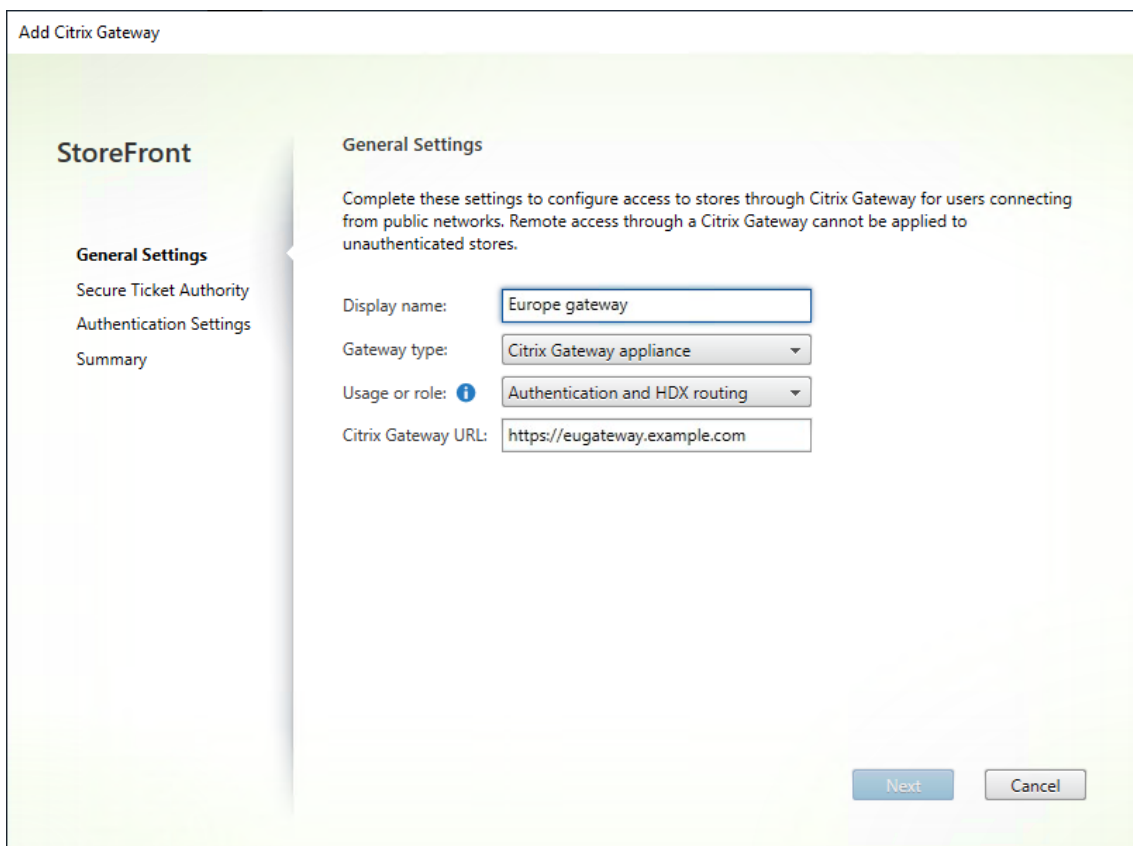 Add Citrix Gateway
StoreFront
General Settings
Secure Ticket Authority
Authentication Settings
Summary
General Settings
Complete these settings to configure access to stores through Citrix Gateway for users connecting
from public networks. Remote access through a Citrix Gateway cannot be applied to
unauthenticated stores.
Display name: Europe gateway
Gateway type: Citrix Gateway appliance
Usage or role: i Authentication and HDX routing
Citrix Gateway URL: https://eugateway.example.com
Next Cancel